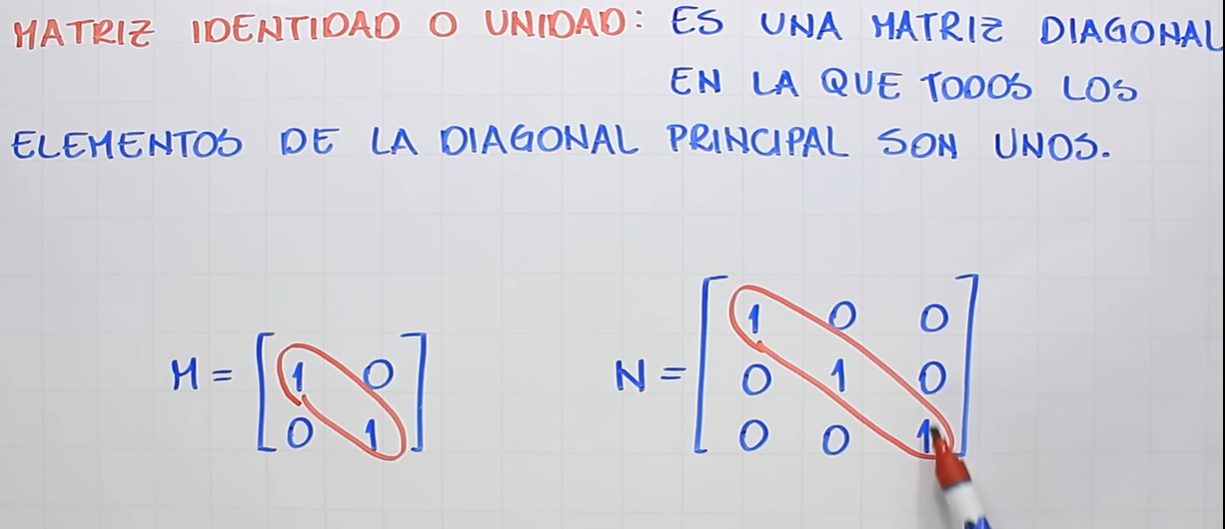 MATRIZ IDENTIDAD O UNIDAD: ES UNA MATRIZ DIAGONAL
EN LA QUE TODOS LOS
ELEMENTOS DE LA DIAGONAL PRINCIPAL SON UNOS.
M = [1 0
0 1]
N = [1 0 0
0 1 0
0 0 1]